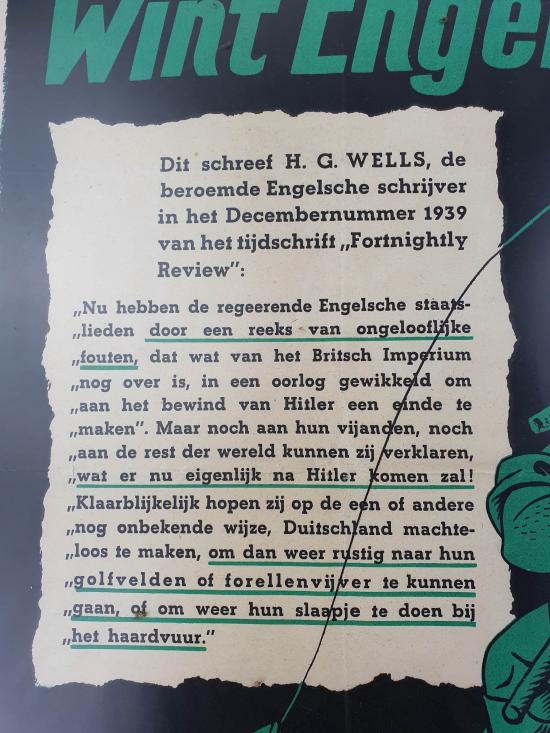 Wint Enge
Dit schreef H. G. WELLS, de
beroemde Engelsche schrijver
in het Decembernummer 1939
van het tijdschrift „Fortnightly
Review”:
„Nu hebben de regeerende Engelsche staats-
„lieden door een reeks van ongelooflijke
„fouten, dat wat van het Britsch Imperium
„nog over is, in een oorlog gewikkeld om
„aan het bewind van Hitler een einde te
„maken”. Maar noch aan hun vijanden, noch
„aan de rest der wereld kunnen zij verklaren,
„wat er nu eigenlijk na Hitler komen zal!
„Klaarblijkelijk hopen zij op de een of andere
„nog onbekende wijze, Duitschland machte-
„loos te maken, om dan weer rustig naar hun
„golfvelden of forellenvijver te kunnen
„gaan, of om weer hun slaapje te doen bij
„het haardvuur.”